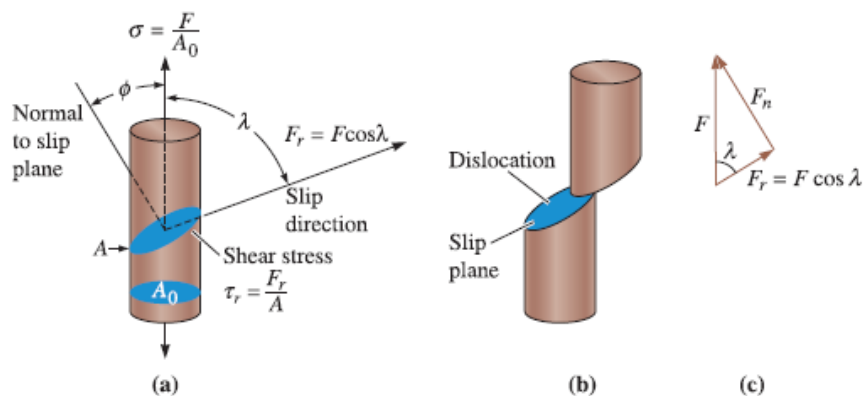 σ = F/A₀
ϕ
Normal
to slip
plane
λ
Fᵣ = Fcosλ
Slip
direction
A
Shear stress
τᵣ = Fᵣ/A
A₀
(a)
Dislocation
Slip
plane
(b)
F
Fₙ
λ
Fᵣ = F cos λ
(c)